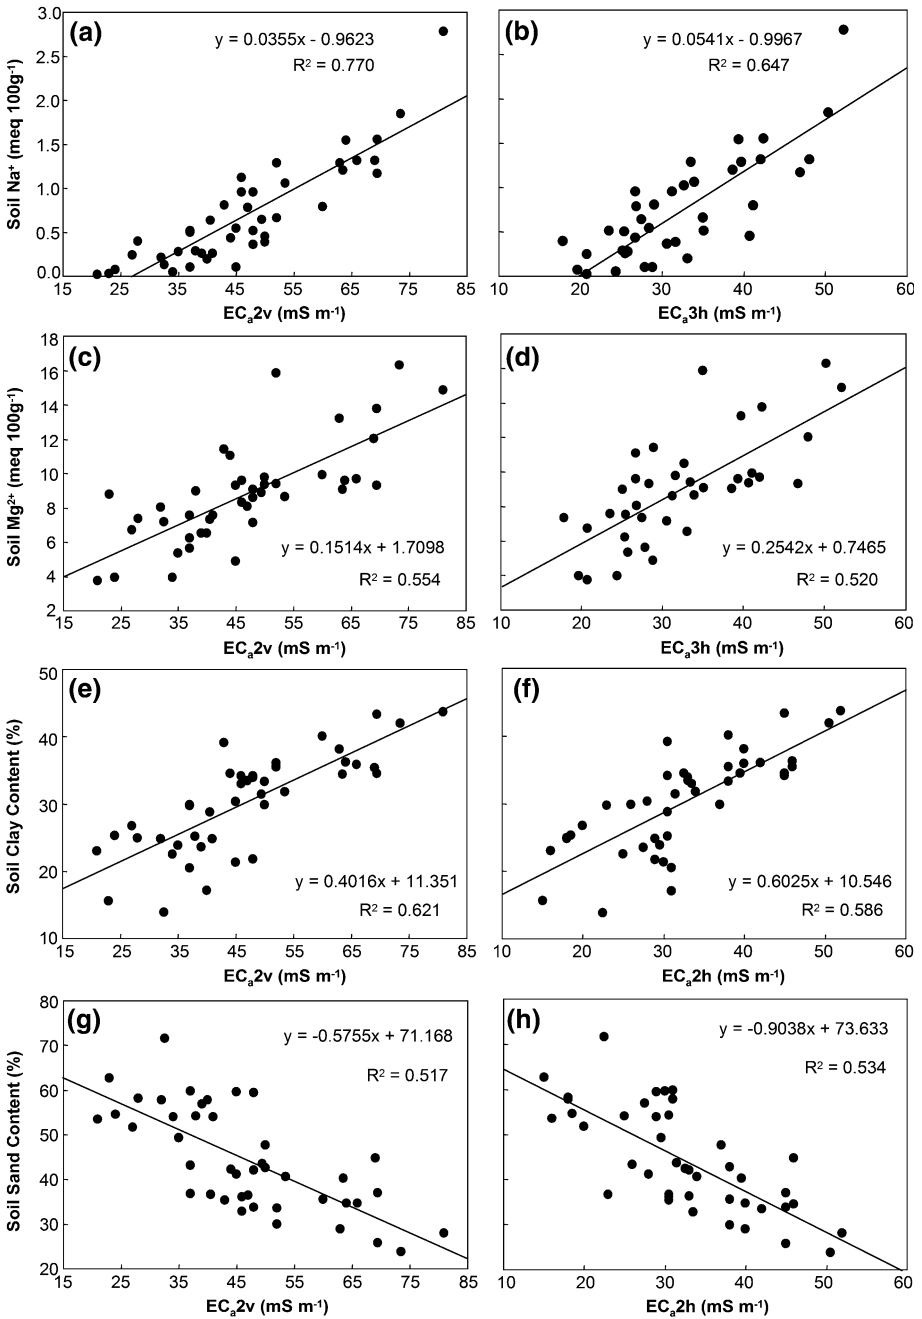 (a)
y = 0.0355x - 0.9623
R² = 0.770
Soil Na⁺ (meq 100g⁻¹)
3.0
2.5
2.0
1.5
1.0
0.5
0.0
15 25 35 45 55 65 75 85
ECₐ2v (mS m⁻¹)
(b)
y = 0.0541x - 0.9967
R² = 0.647
10 20 30 40 50 60
ECₐ3h (mS m⁻¹)
(c)
Soil Mg²⁺ (meq 100g⁻¹)
18
16
14
12
10
8
6
4
2
y = 0.1514x + 1.7098
R² = 0.554
15 25 35 45 55 65 75 85
ECₐ2v (mS m⁻¹)
(d)
y = 0.2542x + 0.7465
R² = 0.520
10 20 30 40 50 60
ECₐ3h (mS m⁻¹)
(e)
Soil Clay Content (%)
50
40
30
20
10
y = 0.4016x + 11.351
R² = 0.621
15 25 35 45 55 65 75 85
ECₐ2v (mS m⁻¹)
(f)
y = 0.6025x + 10.546
R² = 0.586
10 20 30 40 50 60
ECₐ2h (mS m⁻¹)
(g)
y = -0.5755x + 71.168
R² = 0.517
Soil Sand Content (%)
80
70
60
50
40
30
20
15 25 35 45 55 65 75 85
ECₐ2v (mS m⁻¹)
(h)
y = -0.9038x + 73.633
R² = 0.534
10 20 30 40 50 60
ECₐ2h (mS m⁻¹)